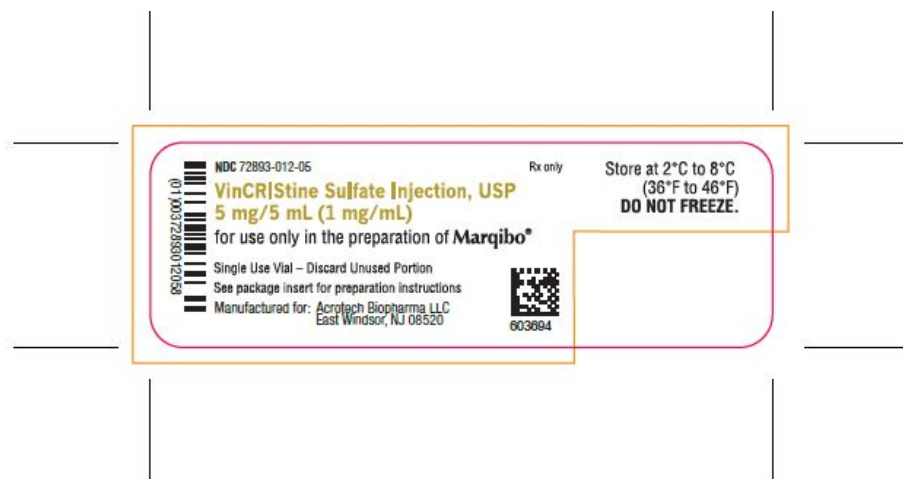 NDC 72893-012-05
Rx only
VinCRIStine Sulfate Injection, USP
5 mg/5 mL (1 mg/mL)
for use only in the preparation of Marqibo®
Single Use Vial – Discard Unused Portion
See package insert for preparation instructions
Manufactured for: Acrotech Biopharma LLC
East Windsor, NJ 08520
603694
Store at 2°C to 8°C
(36°F to 46°F)
DO NOT FREEZE.
(01)00372893012058